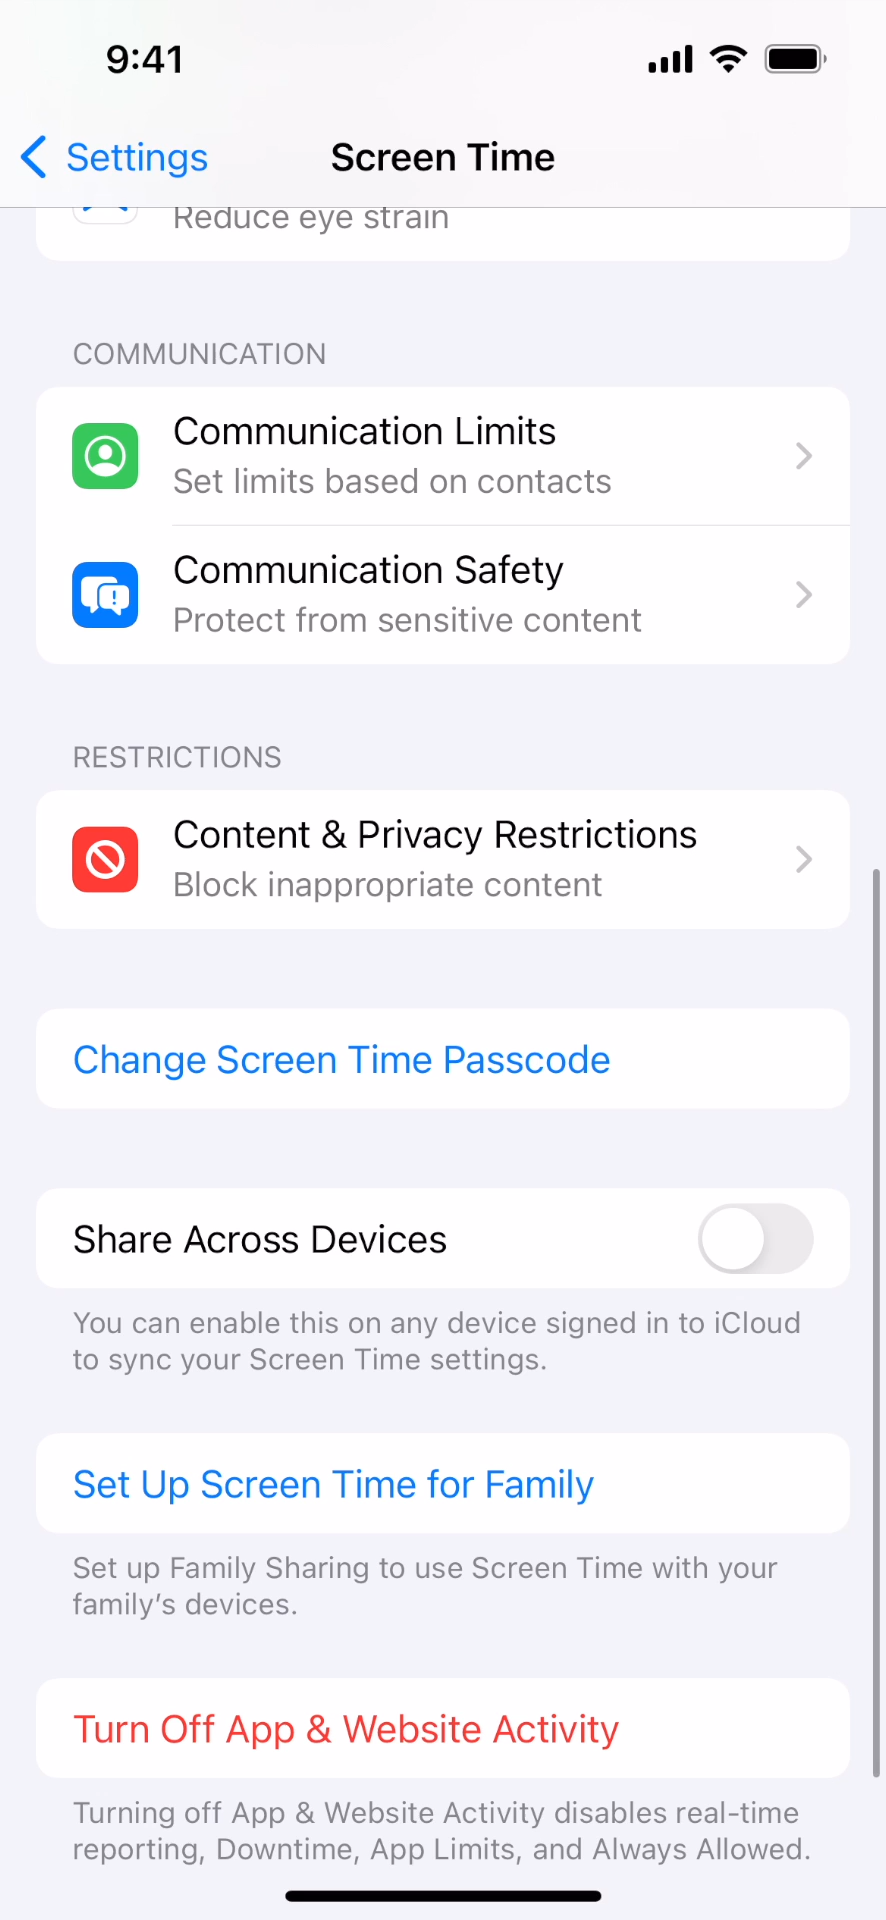 9:41
Settings
Screen Time
Reduce eye strain
COMMUNICATION
Communication Limits
Set limits based on contacts
Communication Safety
Protect from sensitive content
RESTRICTIONS
Content & Privacy Restrictions
Block inappropriate content
Change Screen Time Passcode
Share Across Devices
You can enable this on any device signed in to iCloud
to sync your Screen Time settings.
Set Up Screen Time for Family
Set up Family Sharing to use Screen Time with your
family’s devices.
Turn Off App & Website Activity
Turning off App & Website Activity disables real-time
reporting, Downtime, App Limits, and Always Allowed.